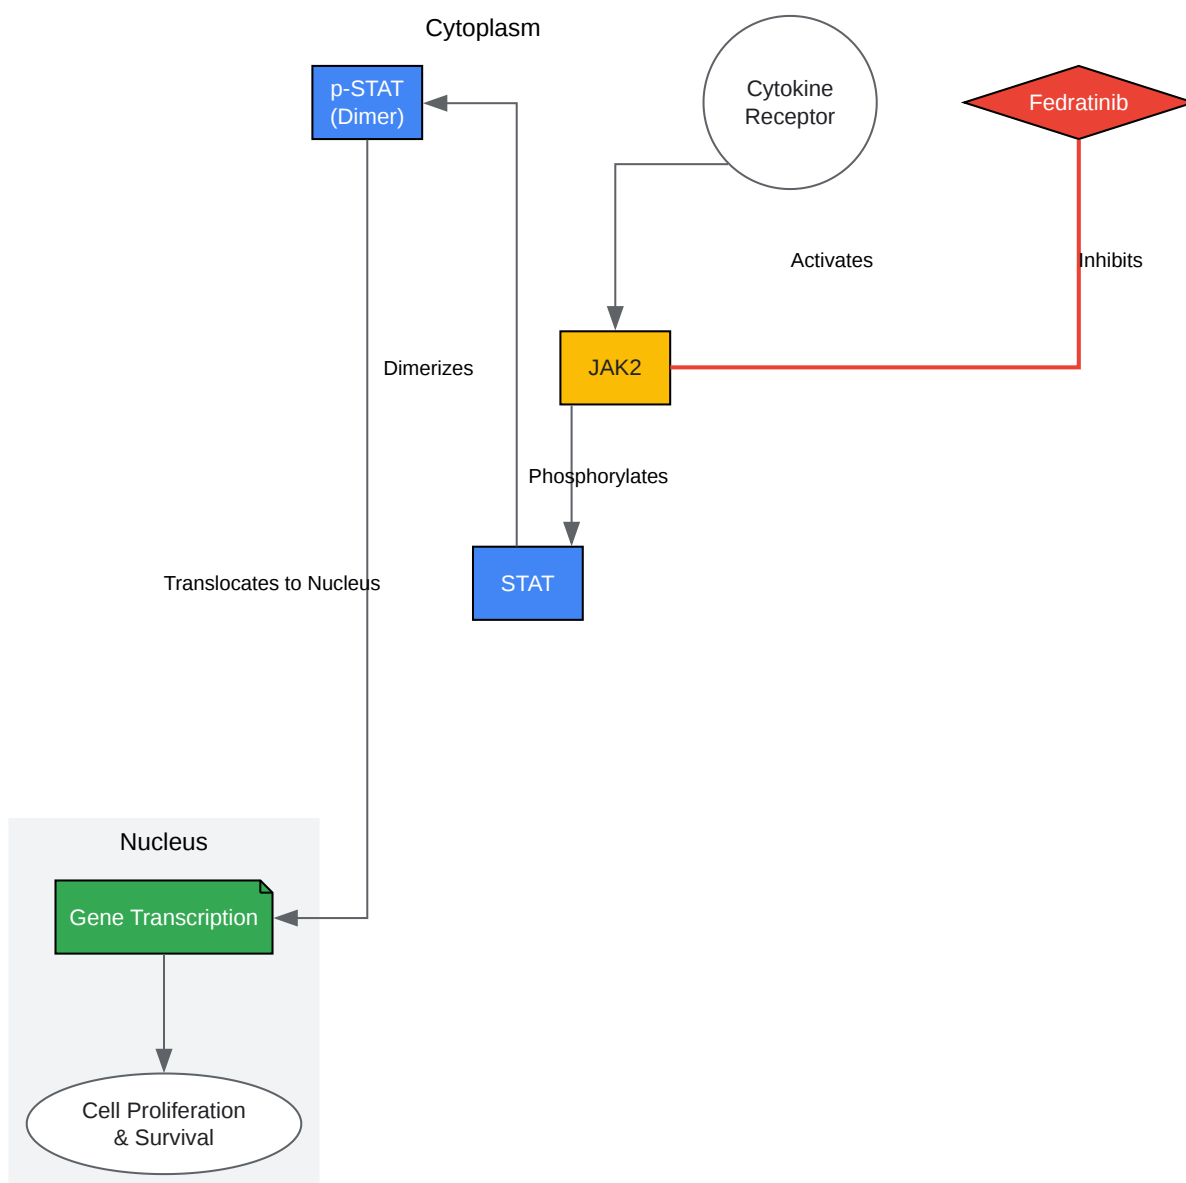 Cytoplasm
p-STAT
(Dimer)
Cytokine
Receptor
Fedratinib
Activates
Inhibits
Dimerizes
JAK2
Phosphorylates
Translocates to Nucleus
STAT
Nucleus
Gene Transcription
Cell Proliferation
& Survival